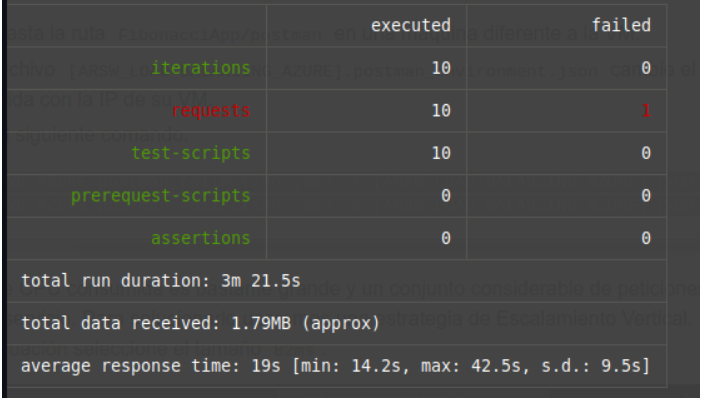 executed failed
iterations 10 0
requests 10 1
test-scripts 10 0
prerequest-scripts 0 0
assertions 0 0
total run duration: 3m 21.5s
total data received: 1.79MB (approx)
average response time: 19s [min: 14.2s, max: 42.5s, s.d.: 9.5s]